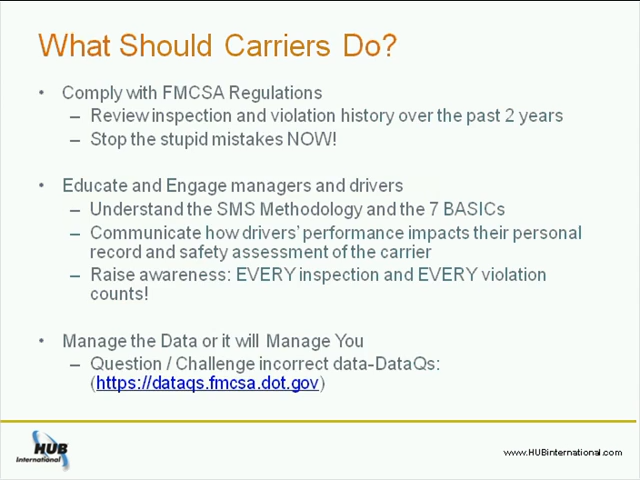 What Should Carriers Do?
• Comply with FMCSA Regulations
– Review inspection and violation history over the past 2 years
– Stop the stupid mistakes NOW!
• Educate and Engage managers and drivers
– Understand the SMS Methodology and the 7 BASICs
– Communicate how drivers' performance impacts their personal
record and safety assessment of the carrier
– Raise awareness: EVERY inspection and EVERY violation
counts!
• Manage the Data or it will Manage You
– Question / Challenge incorrect data-DataQs:
(https://dataqs.fmcsa.dot.gov)
HUB
International
www.HUBinternational.com